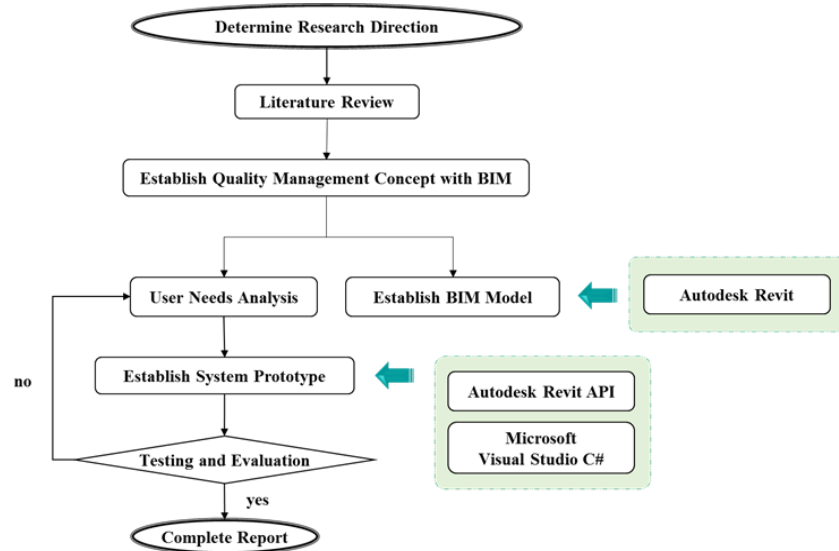 Determine Research Direction
Literature Review
Establish Quality Management Concept with BIM
User Needs Analysis
Establish BIM Model
Autodesk Revit
no
Establish System Prototype
Autodesk Revit API
Microsoft
Visual Studio C#
Testing and Evaluation
yes
Complete Report